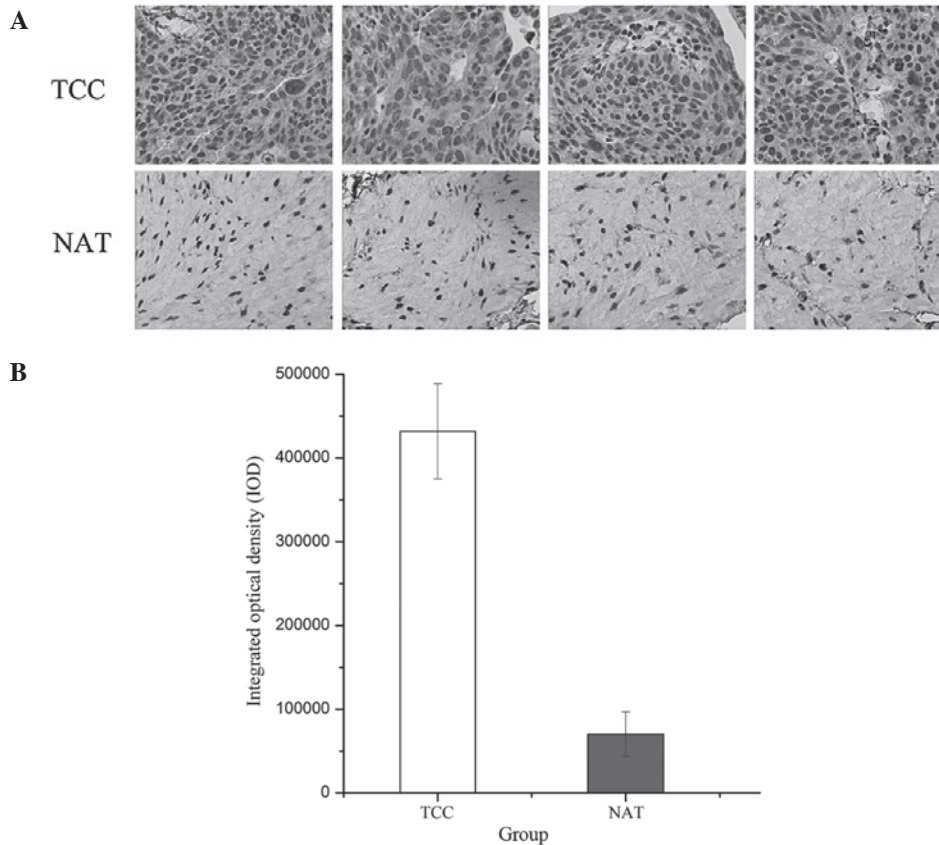 A
TCC
NAT
B
500000
400000
300000
200000
100000
0
Integrated optical density (IOD)
TCC
NAT
Group